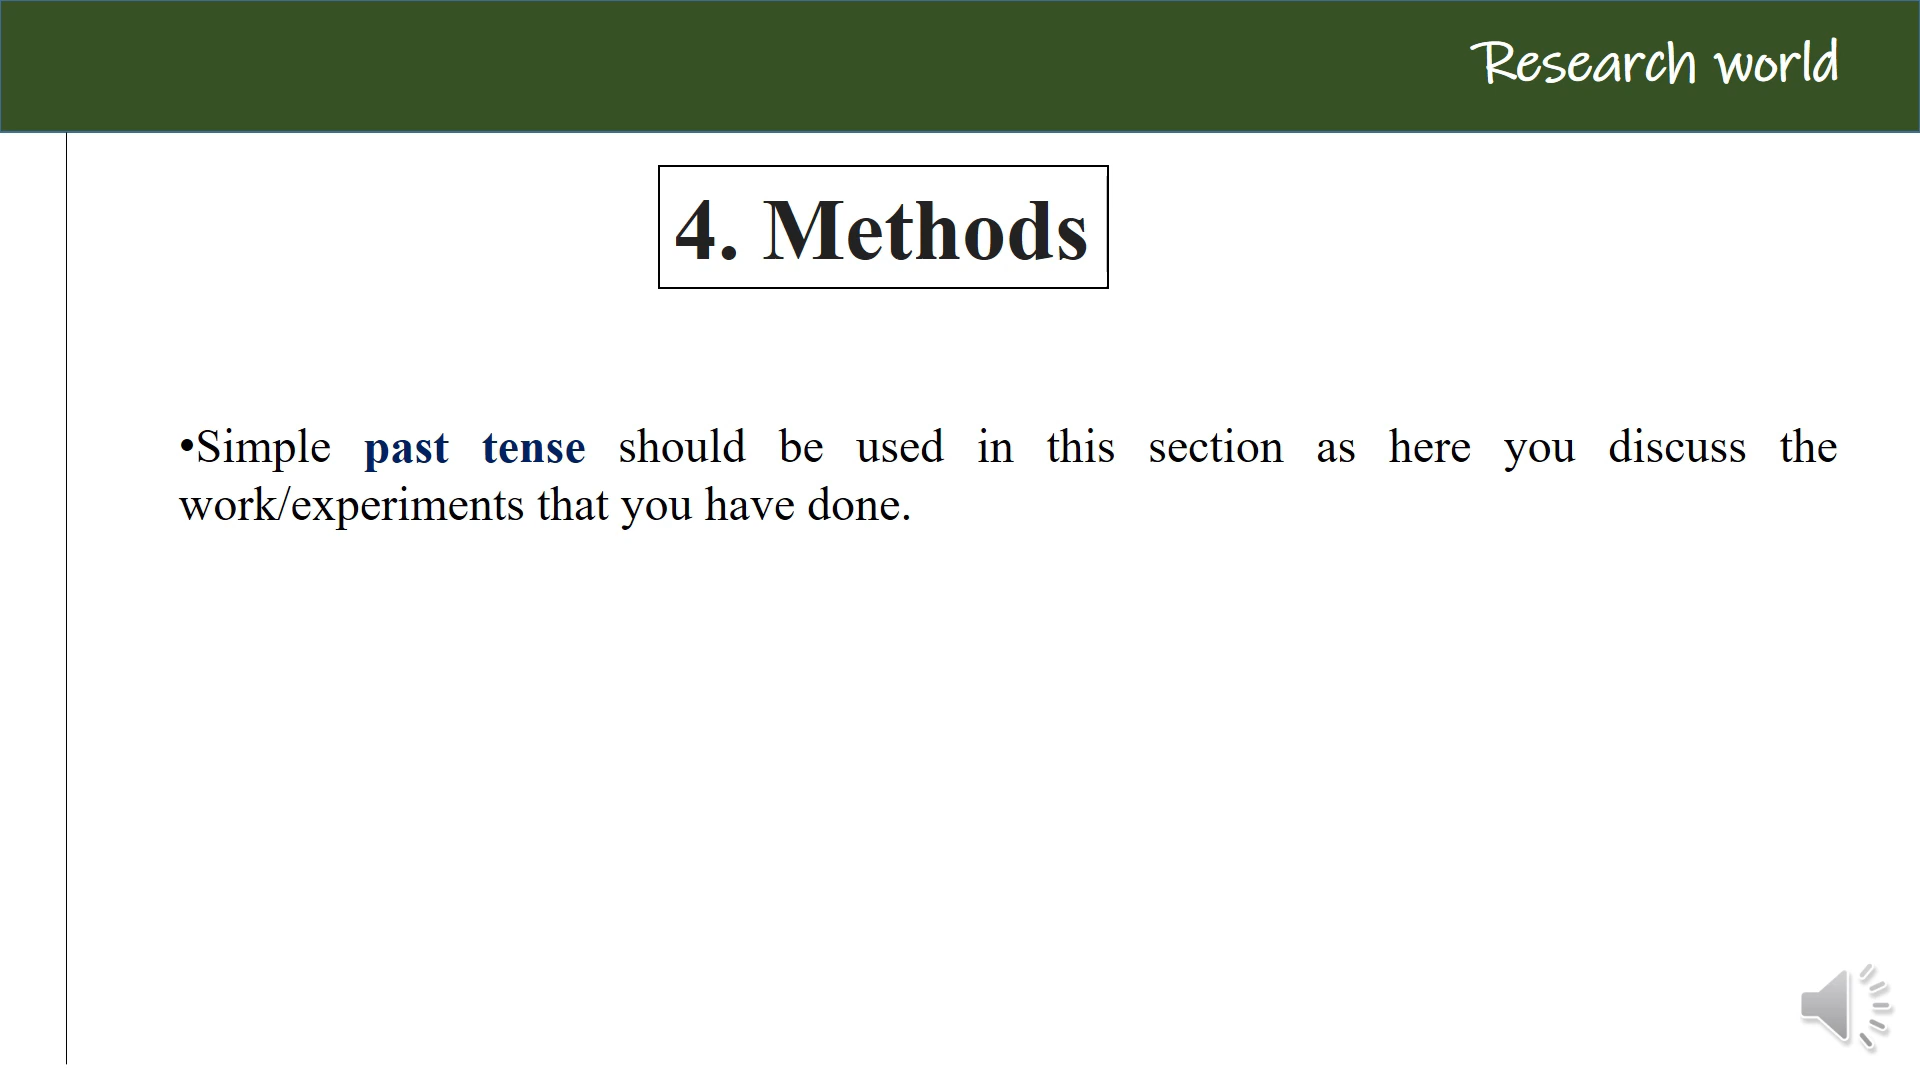 Research world
4. Methods
•Simple past tense should be used in this section as here you discuss the
work/experiments that you have done.